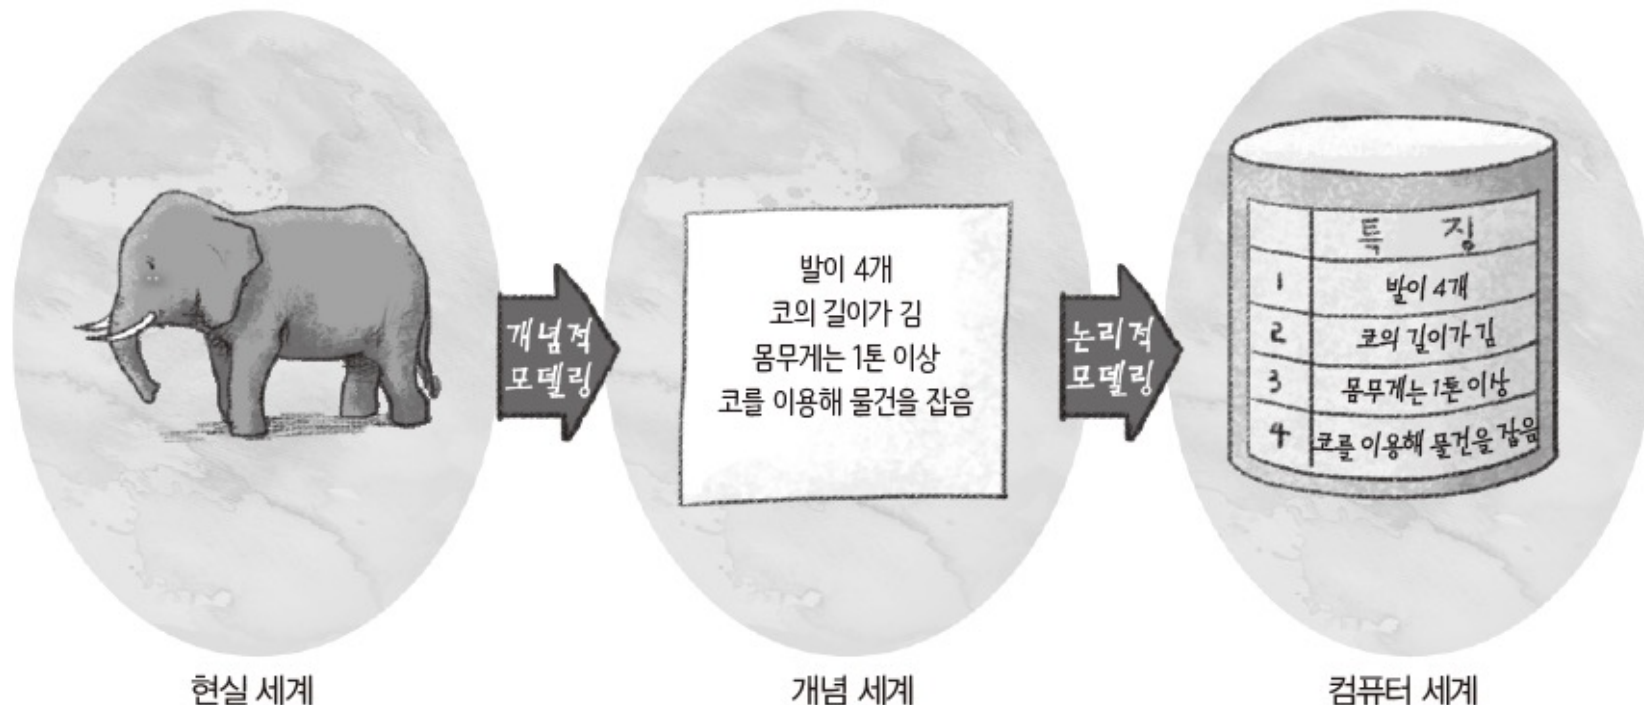 개념적
모델링
발이 4개
코의 길이가 김
몸무게는 1톤 이상
코를 이용해 물건을 잡음
논리적
모델링
특 징
1 발이 4개
2 코의 길이가 김
3 몸무게는 1톤 이상
4 코를 이용해 물건을 잡음
현실 세계
개념 세계
컴퓨터 세계